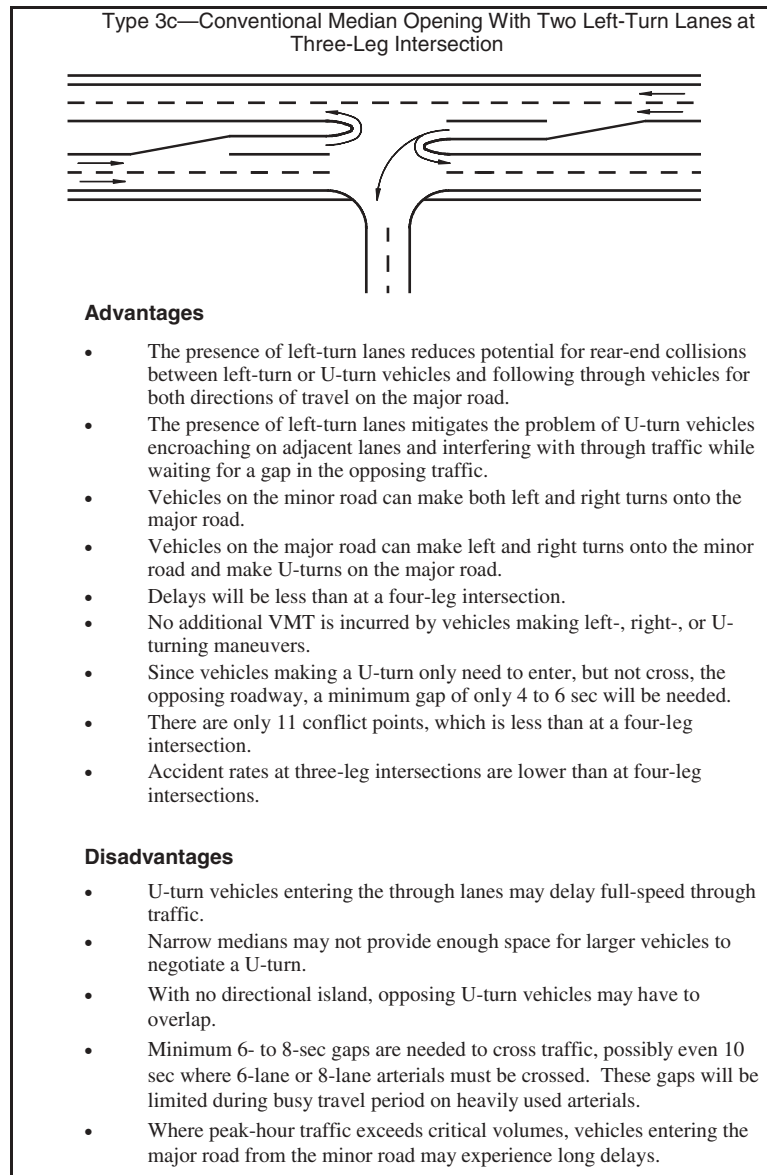 Type 3c—Conventional Median Opening With Two Left-Turn Lanes at
Three-Leg Intersection
Advantages
• The presence of left-turn lanes reduces potential for rear-end collisions
between left-turn or U-turn vehicles and following through vehicles for
both directions of travel on the major road.
• The presence of left-turn lanes mitigates the problem of U-turn vehicles
encroaching on adjacent lanes and interfering with through traffic while
waiting for a gap in the opposing traffic.
• Vehicles on the minor road can make both left and right turns onto the
major road.
• Vehicles on the major road can make left and right turns onto the minor
road and make U-turns on the major road.
• Delays will be less than at a four-leg intersection.
• No additional VMT is incurred by vehicles making left-, right-, or U-
turning maneuvers.
• Since vehicles making a U-turn only need to enter, but not cross, the
opposing roadway, a minimum gap of only 4 to 6 sec will be needed.
• There are only 11 conflict points, which is less than at a four-leg
intersection.
• Accident rates at three-leg intersections are lower than at four-leg
intersections.
Disadvantages
• U-turn vehicles entering the through lanes may delay full-speed through
traffic.
• Narrow medians may not provide enough space for larger vehicles to
negotiate a U-turn.
• With no directional island, opposing U-turn vehicles may have to
overlap.
• Minimum 6- to 8-sec gaps are needed to cross traffic, possibly even 10
sec where 6-lane or 8-lane arterials must be crossed.  These gaps will be
limited during busy travel period on heavily used arterials.
• Where peak-hour traffic exceeds critical volumes, vehicles entering the
major road from the minor road may experience long delays.